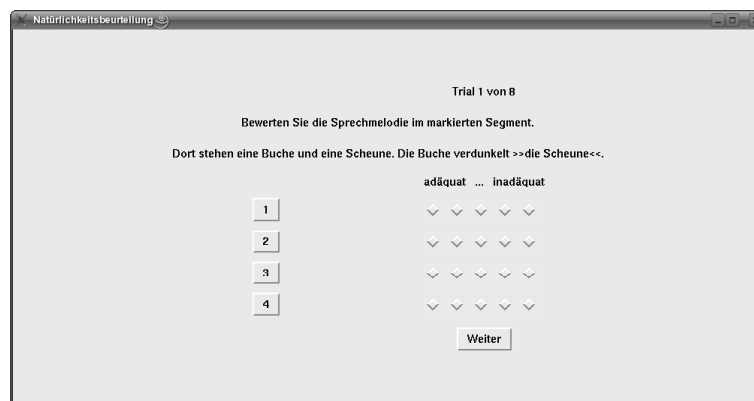 Natürlichkeitsbeurteilung
Trial 1 von 8
Bewerten Sie die Sprechmelodie im markierten Segment.
Dort stehen eine Buche und eine Scheune. Die Buche verdunkelt >>die Scheune<<.
adäquat ... inadäquat
1
2
3
4
Weiter